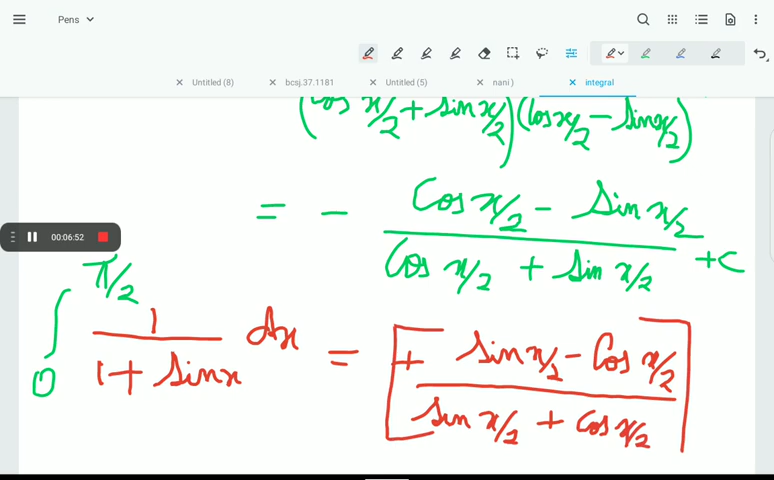 Pens
Untitled (8) bcsj.37.1181 Untitled (5) nani ) integral
(cos x/2 + sin x/2)(cos x/2 - sin x/2)
= - Cos x/2 - Sin x/2
Cos x/2 + Sin x/2 + c
00:06:52
π/2
∫ 1 dx = [+ sin x/2 - Cos x/2]
0 1 + sin x sin x/2 + cos x/2